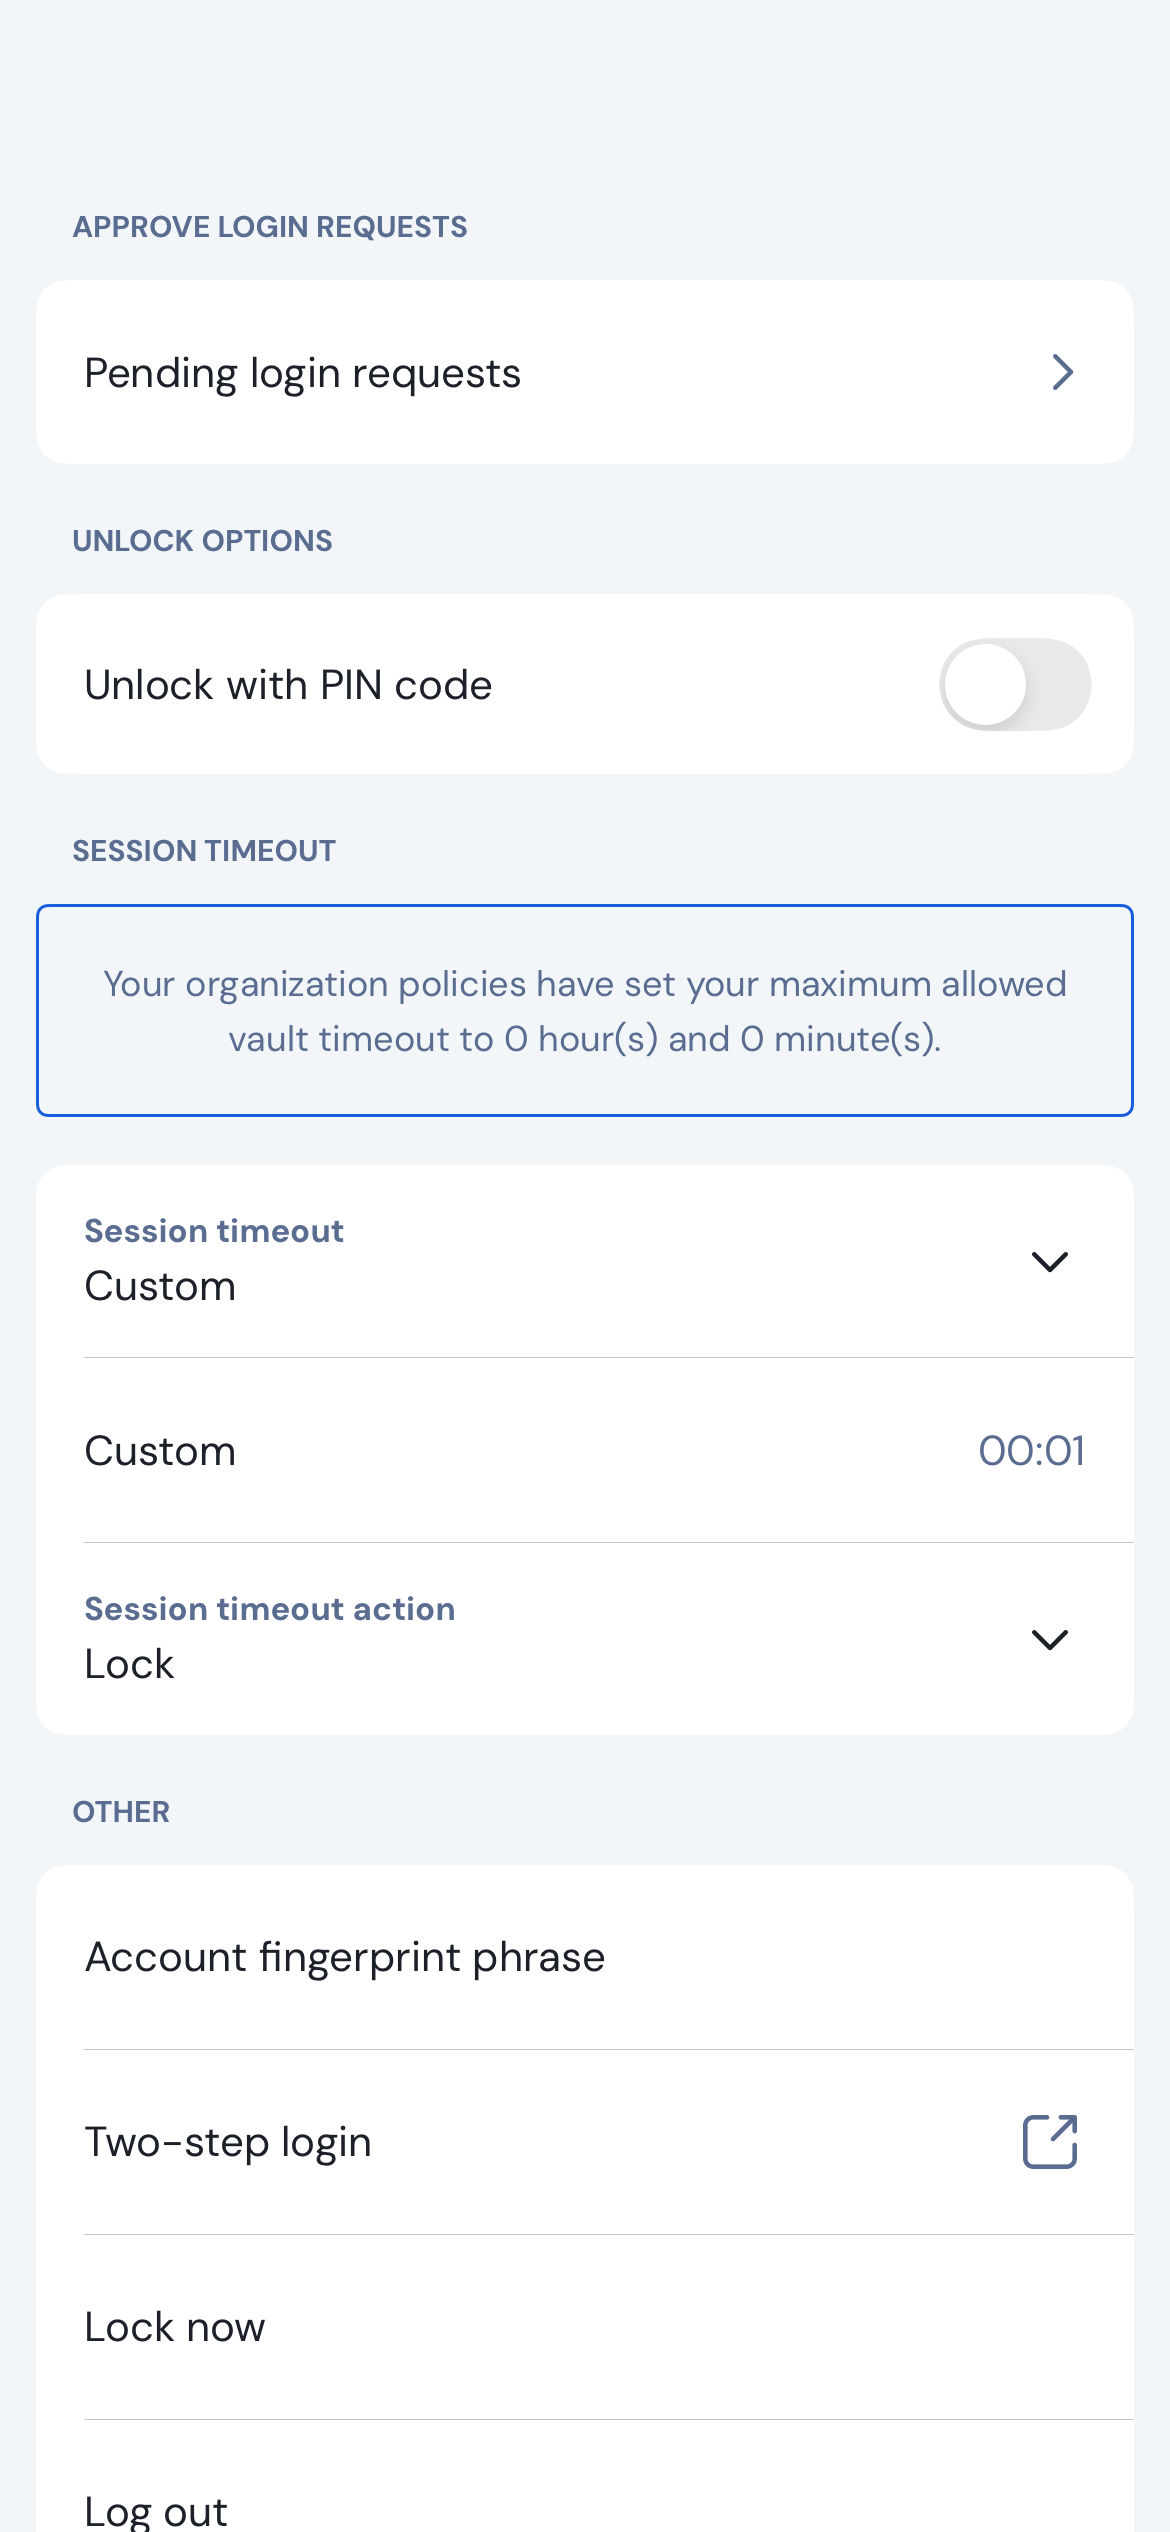 APPROVE LOGIN REQUESTS
Pending login requests
UNLOCK OPTIONS
Unlock with PIN code
SESSION TIMEOUT
Your organization policies have set your maximum allowed
vault timeout to 0 hour(s) and 0 minute(s).
Session timeout
Custom
Custom 00:01
Session timeout action
Lock
OTHER
Account fingerprint phrase
Two-step login
Lock now
Log out